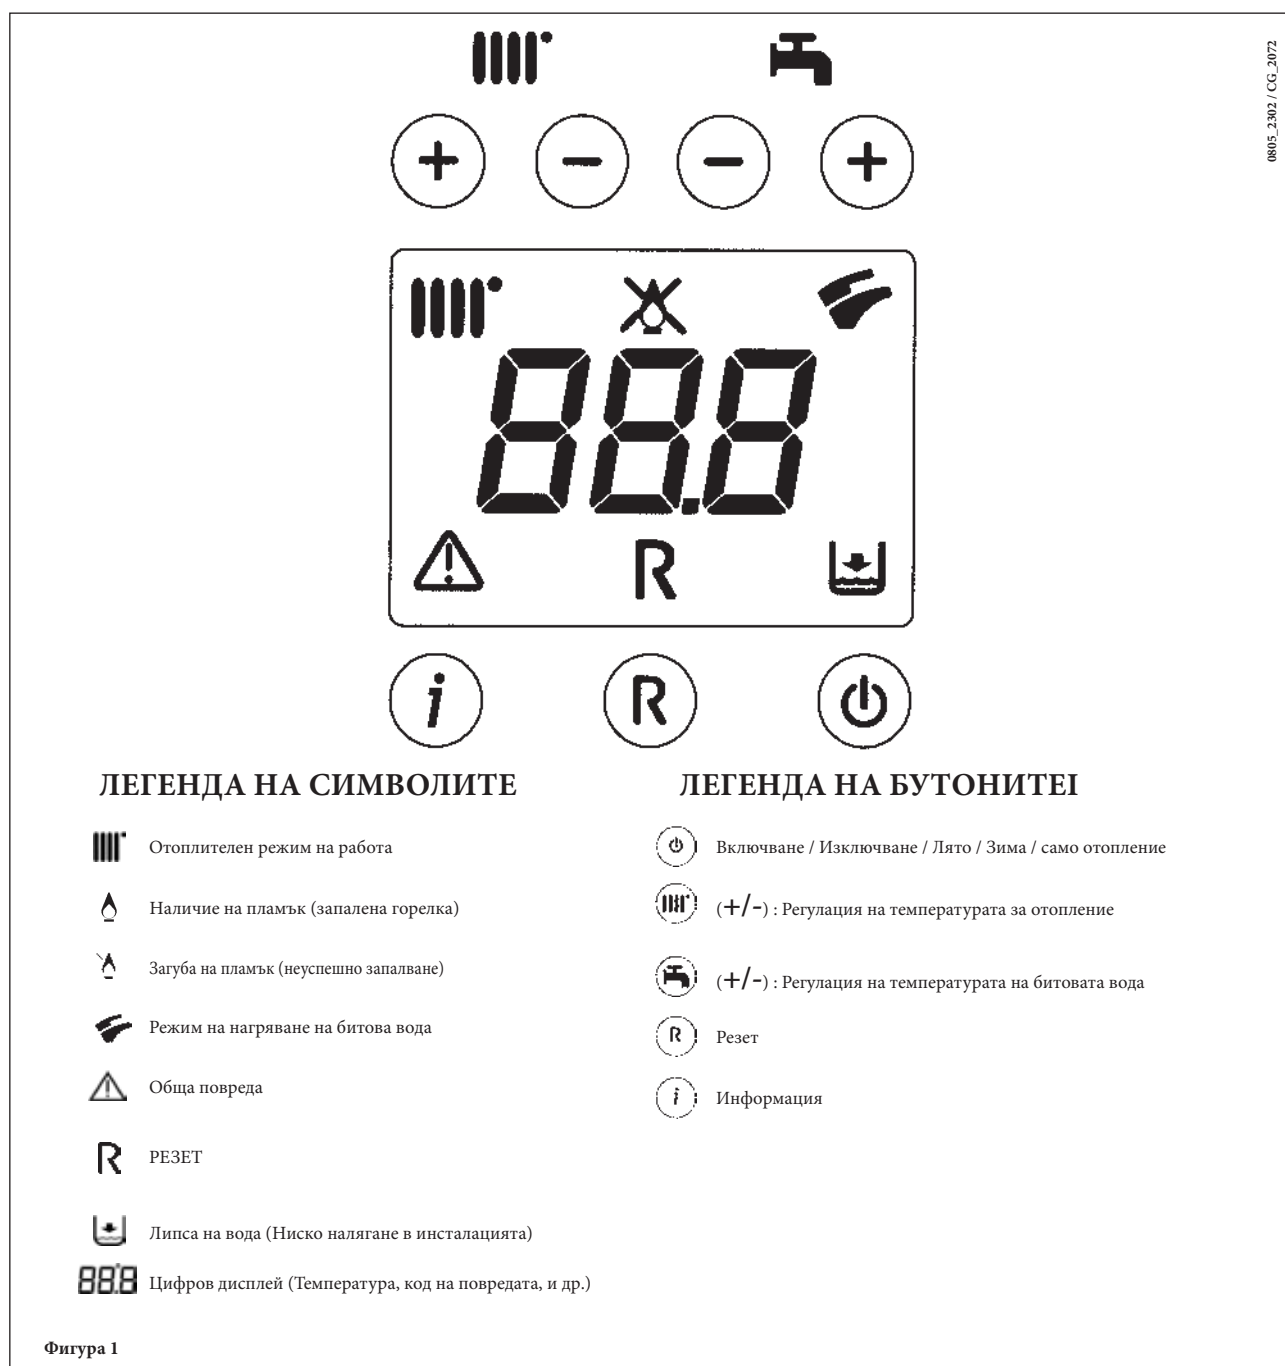 0805_2302 / CG_2072
+ - - +
88.8
R
i R
ЛЕГЕНДА НА СИМВОЛИТЕ
Отоплителен режим на работа
Наличие на пламък (запалена горелка)
Загуба на пламък (неуспешно запалване)
Режим на нагряване на битова вода
Обща повреда
R РЕЗЕТ
Липса на вода (Ниско налягане в инсталацията)
88.8 Цифров дисплей (Температура, код на повредата, и др.)
ЛЕГЕНДА НА БУТОНИТЕI
Включване / Изключване / Лято / Зима / само отопление
(+/-) : Регулация на температурата за отопление
(+/-) : Регулация на температурата на битовата вода
R Резет
i Информация
Фигура 1